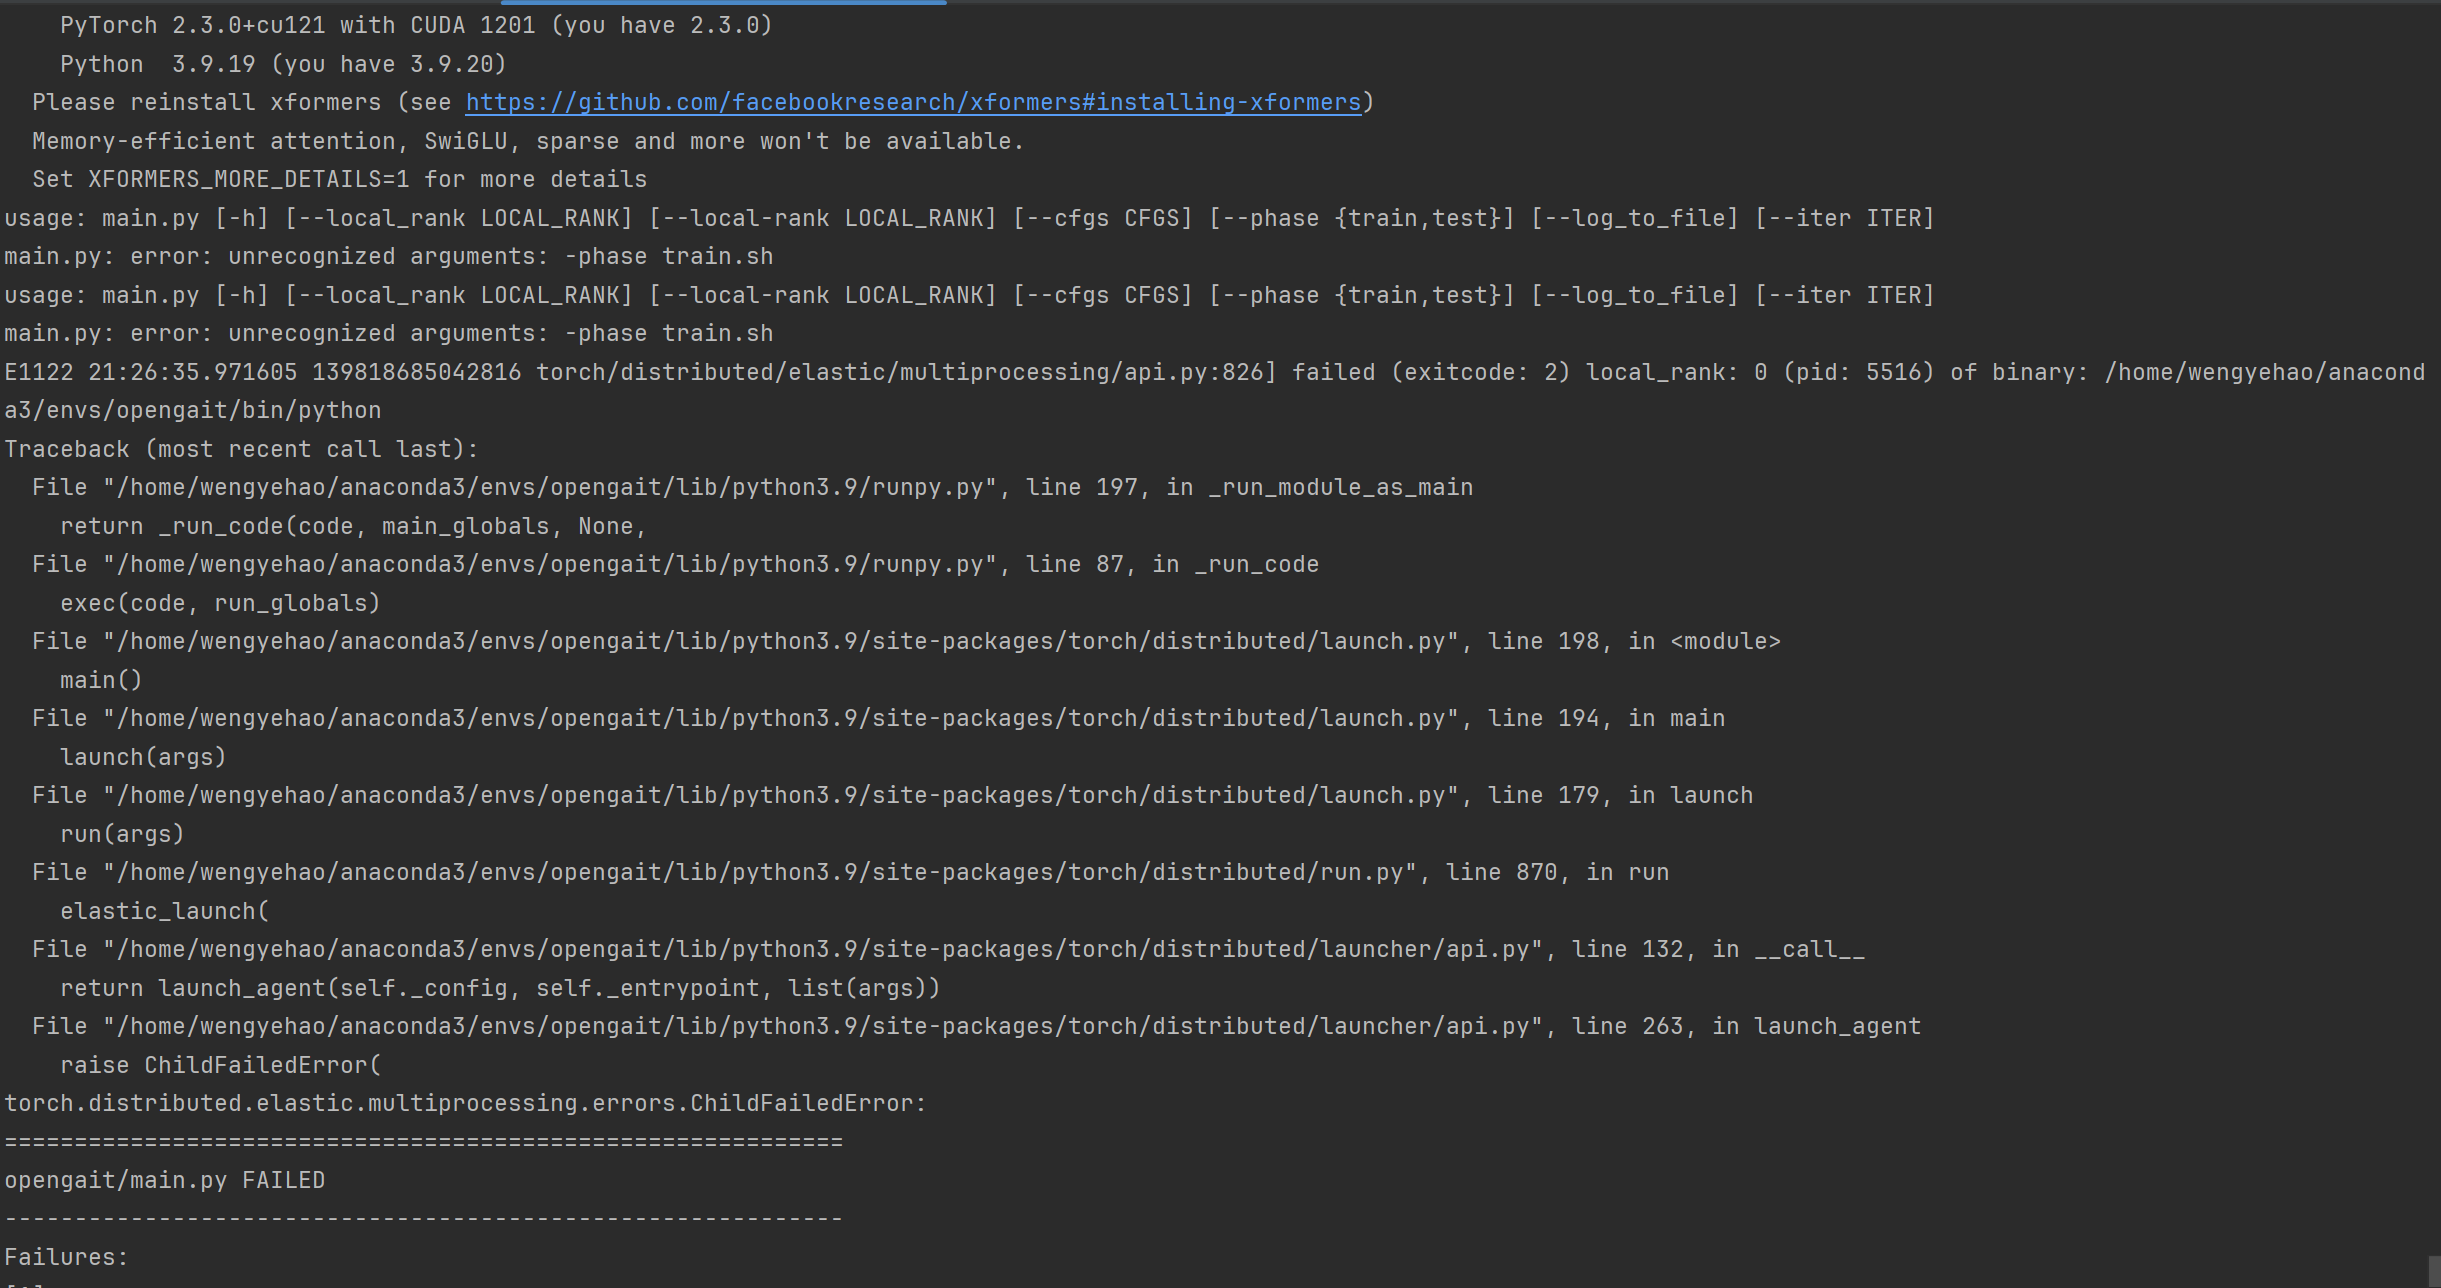 PyTorch 2.3.0+cu121 with CUDA 1201 (you have 2.3.0)
Python  3.9.19 (you have 3.9.20)
Please reinstall xformers (see https://github.com/facebookresearch/xformers#installing-xformers)
Memory-efficient attention, SwiGLU, sparse and more won't be available.
Set XFORMERS_MORE_DETAILS=1 for more details
usage: main.py [-h] [--local_rank LOCAL_RANK] [--local-rank LOCAL_RANK] [--cfgs CFGS] [--phase {train,test}] [--log_to_file] [--iter ITER]
main.py: error: unrecognized arguments: -phase train.sh
usage: main.py [-h] [--local_rank LOCAL_RANK] [--local-rank LOCAL_RANK] [--cfgs CFGS] [--phase {train,test}] [--log_to_file] [--iter ITER]
main.py: error: unrecognized arguments: -phase train.sh
E1122 21:26:35.971605 139818685042816 torch/distributed/elastic/multiprocessing/api.py:826] failed (exitcode: 2) local_rank: 0 (pid: 5516) of binary: /home/wengyehao/anacond
a3/envs/opengait/bin/python
Traceback (most recent call last):
File "/home/wengyehao/anaconda3/envs/opengait/lib/python3.9/runpy.py", line 197, in _run_module_as_main
return _run_code(code, main_globals, None,
File "/home/wengyehao/anaconda3/envs/opengait/lib/python3.9/runpy.py", line 87, in _run_code
exec(code, run_globals)
File "/home/wengyehao/anaconda3/envs/opengait/lib/python3.9/site-packages/torch/distributed/launch.py", line 198, in <module>
main()
File "/home/wengyehao/anaconda3/envs/opengait/lib/python3.9/site-packages/torch/distributed/launch.py", line 194, in main
launch(args)
File "/home/wengyehao/anaconda3/envs/opengait/lib/python3.9/site-packages/torch/distributed/launch.py", line 179, in launch
run(args)
File "/home/wengyehao/anaconda3/envs/opengait/lib/python3.9/site-packages/torch/distributed/run.py", line 870, in run
elastic_launch(
File "/home/wengyehao/anaconda3/envs/opengait/lib/python3.9/site-packages/torch/distributed/launcher/api.py", line 132, in __call__
return launch_agent(self._config, self._entrypoint, list(args))
File "/home/wengyehao/anaconda3/envs/opengait/lib/python3.9/site-packages/torch/distributed/launcher/api.py", line 263, in launch_agent
raise ChildFailedError(
torch.distributed.elastic.multiprocessing.errors.ChildFailedError:
============================================================
opengait/main.py FAILED
------------------------------------------------------------
Failures: